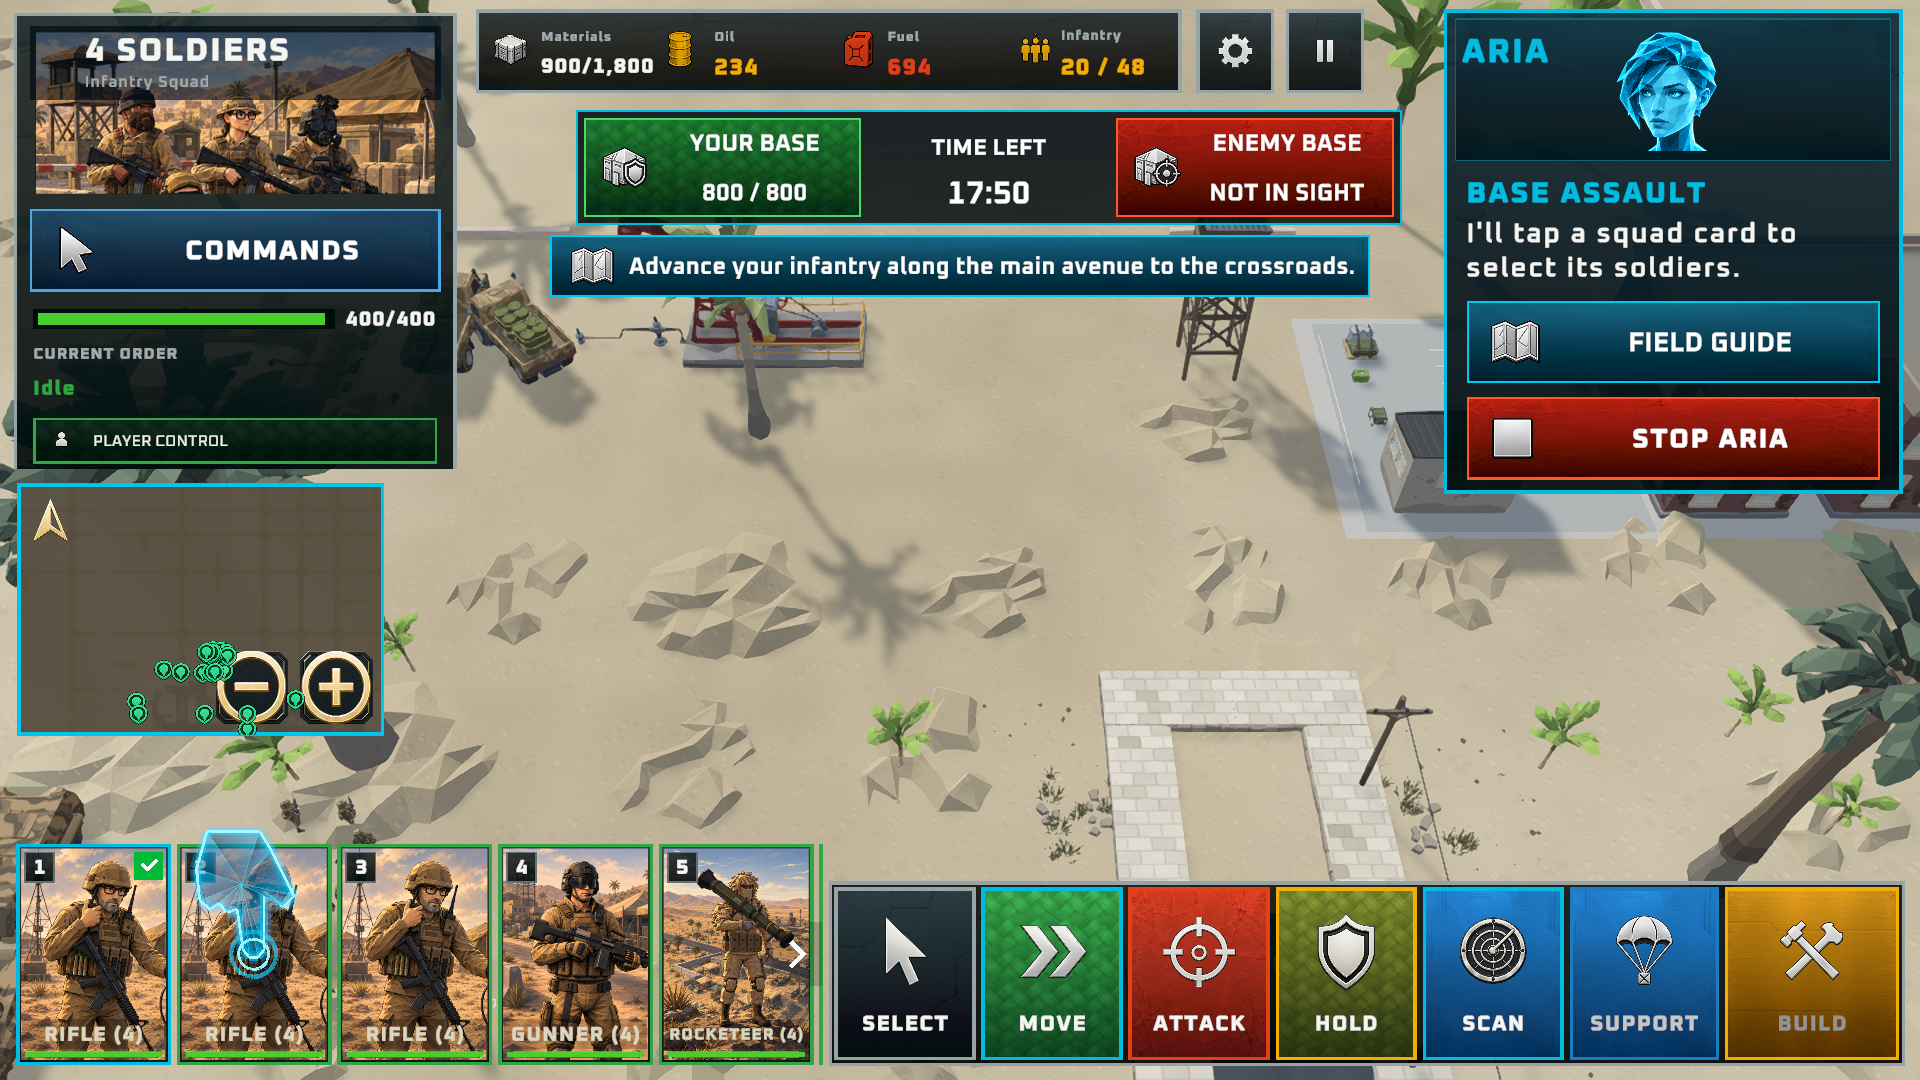 4 SOLDIERS
Infantry Squad
COMMANDS
400/400
CURRENT ORDER
Idle
PLAYER CONTROL
Materials
900/1,800
Oil
234
Fuel
694
Infantry
20 / 48
YOUR BASE
800 / 800
TIME LEFT
17:50
ENEMY BASE
NOT IN SIGHT
Advance your infantry along the main avenue to the crossroads.
ARIA
BASE ASSAULT
I'll tap a squad card to
select its soldiers.
FIELD GUIDE
STOP ARIA
1
RIFLE (4)
2
RIFLE (4)
3
RIFLE (4)
4
GUNNER (4)
5
ROCKETEER (4)
SELECT
MOVE
ATTACK
HOLD
SCAN
SUPPORT
BUILD